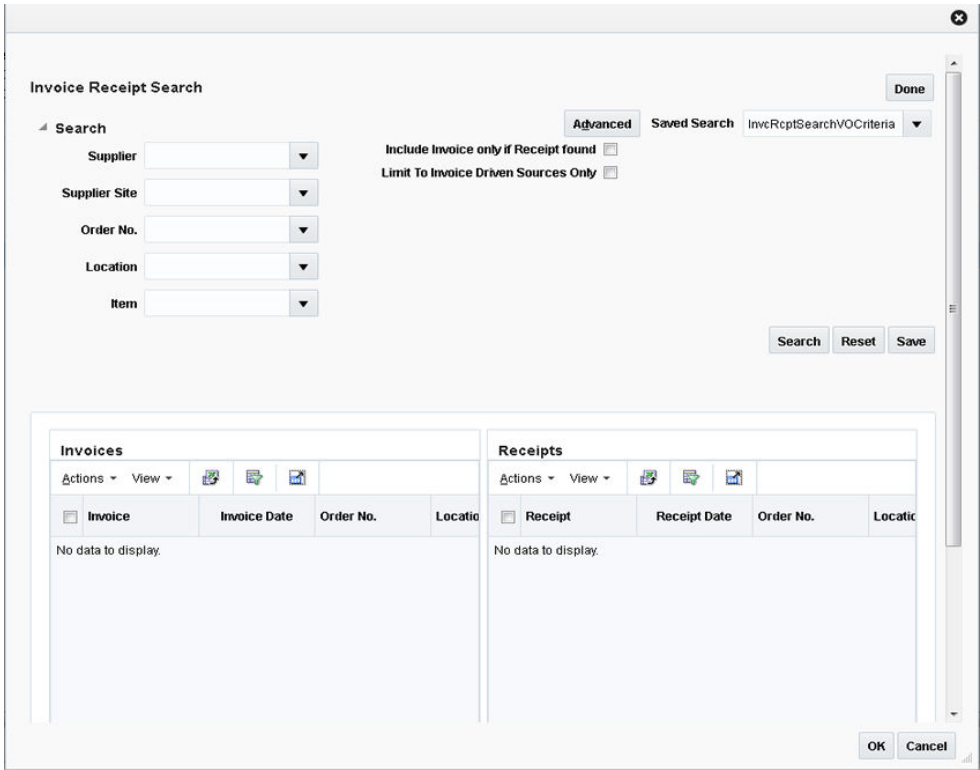 Invoice Receipt Search
Done
Search
Advanced Saved Search InvcRcptSearchVOCriteria
Supplier
Include Invoice only if Receipt found
Limit To Invoice Driven Sources Only
Supplier Site
Order No.
Location
Item
Search Reset Save
Invoices
Actions View
Invoice Invoice Date Order No. Locatio
No data to display.
Receipts
Actions View
Receipt Receipt Date Order No. Locatic
No data to display.
OK Cancel